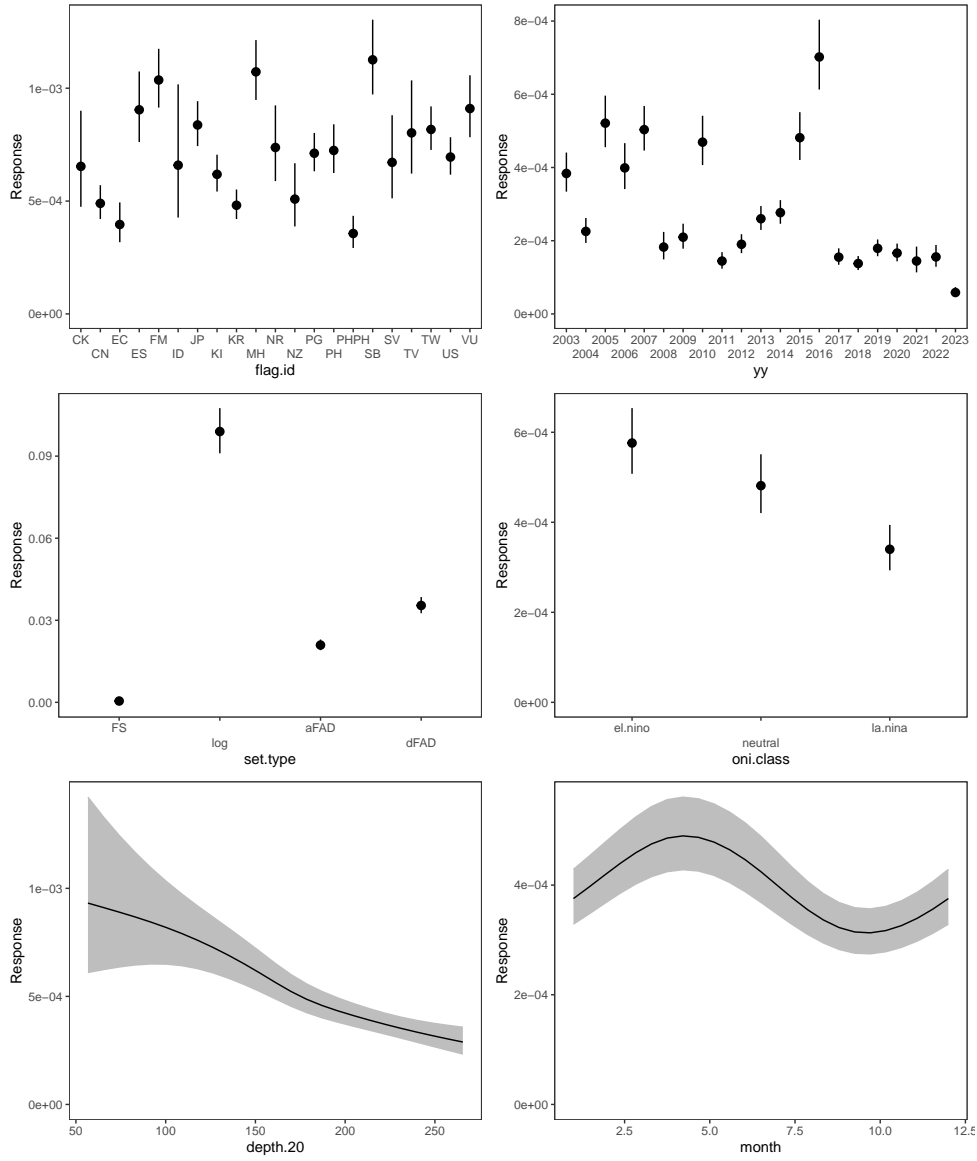 Response
1e−03
5e−04
0e+00
CK EC FM JP KR NR PG PHPH SV TW VU
CN ES ID KI MH NZ PH SB TV US
flag.id
Response
8e−04
6e−04
4e−04
2e−04
0e+00
2003 2005 2007 2009 2011 2013 2015 2017 2019 2021 2023
2004 2006 2008 2010 2012 2014 2016 2018 2020 2022
yy
Response
0.09
0.06
0.03
0.00
FS aFAD
log dFAD
set.type
Response
6e−04
4e−04
2e−04
0e+00
el.nino la.nina
neutral
oni.class
Response
1e−03
5e−04
0e+00
50 100 150 200 250
depth.20
Response
4e−04
2e−04
0e+00
2.5 5.0 7.5 10.0 12.5
month